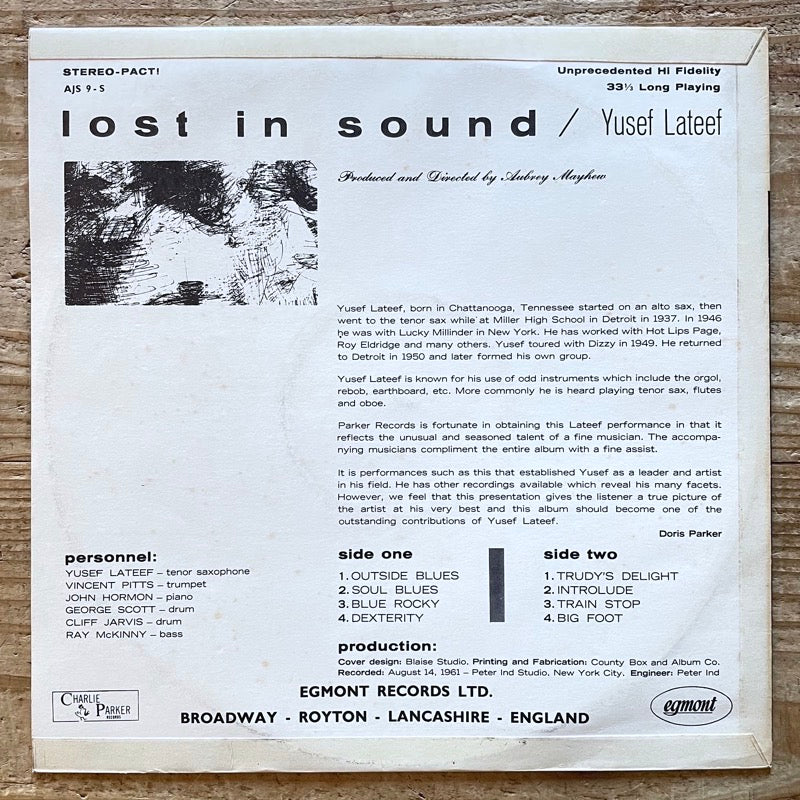 STEREO-PACT!
AJS 9-S
Unprecedented Hi Fidelity
33⅓ Long Playing
lost in sound / Yusef Lateef
Produced and Directed by Aubrey Mayhew
Yusef Lateef, born in Chattanooga, Tennessee started on an alto sax, then
went to the tenor sax while at Miller High School in Detroit in 1937. In 1946
he was with Lucky Millinder in New York. He has worked with Hot Lips Page,
Roy Eldridge and many others. Yusef toured with Dizzy in 1949. He returned
to Detroit in 1950 and later formed his own group.
Yusef Lateef is known for his use of odd instruments which include the orgol,
rebob, earthboard, etc. More commonly he is heard playing tenor sax, flutes
and oboe.
Parker Records is fortunate in obtaining this Lateef performance in that it
reflects the unusual and seasoned talent of a fine musician. The accompa-
nying musicians compliment the entire album with a fine assist.
It is performances such as this that established Yusef as a leader and artist
in his field. He has other recordings available which reveal his many facets.
However, we feel that this presentation gives the listener a true picture of
the artist at his very best and this album should become one of the
outstanding contributions of Yusef Lateef.
Doris Parker
personnel:
YUSEF LATEEF – tenor saxophone
VINCENT PITTS – trumpet
JOHN HORMON – piano
GEORGE SCOTT – drum
CLIFF JARVIS – drum
RAY McKINNY – bass
side one
1. OUTSIDE BLUES
2. SOUL BLUES
3. BLUE ROCKY
4. DEXTERITY
side two
1. TRUDY'S DELIGHT
2. INTROLUDE
3. TRAIN STOP
4. BIG FOOT
production:
Cover design: Blaise Studio. Printing and Fabrication: County Box and Album Co.
Recorded: August 14, 1961 – Peter Ind Studio, New York City. Engineer: Peter Ind
CHARLIE
PARKER
RECORDS
EGMONT RECORDS LTD.
BROADWAY - ROYTON - LANCASHIRE - ENGLAND
egmont